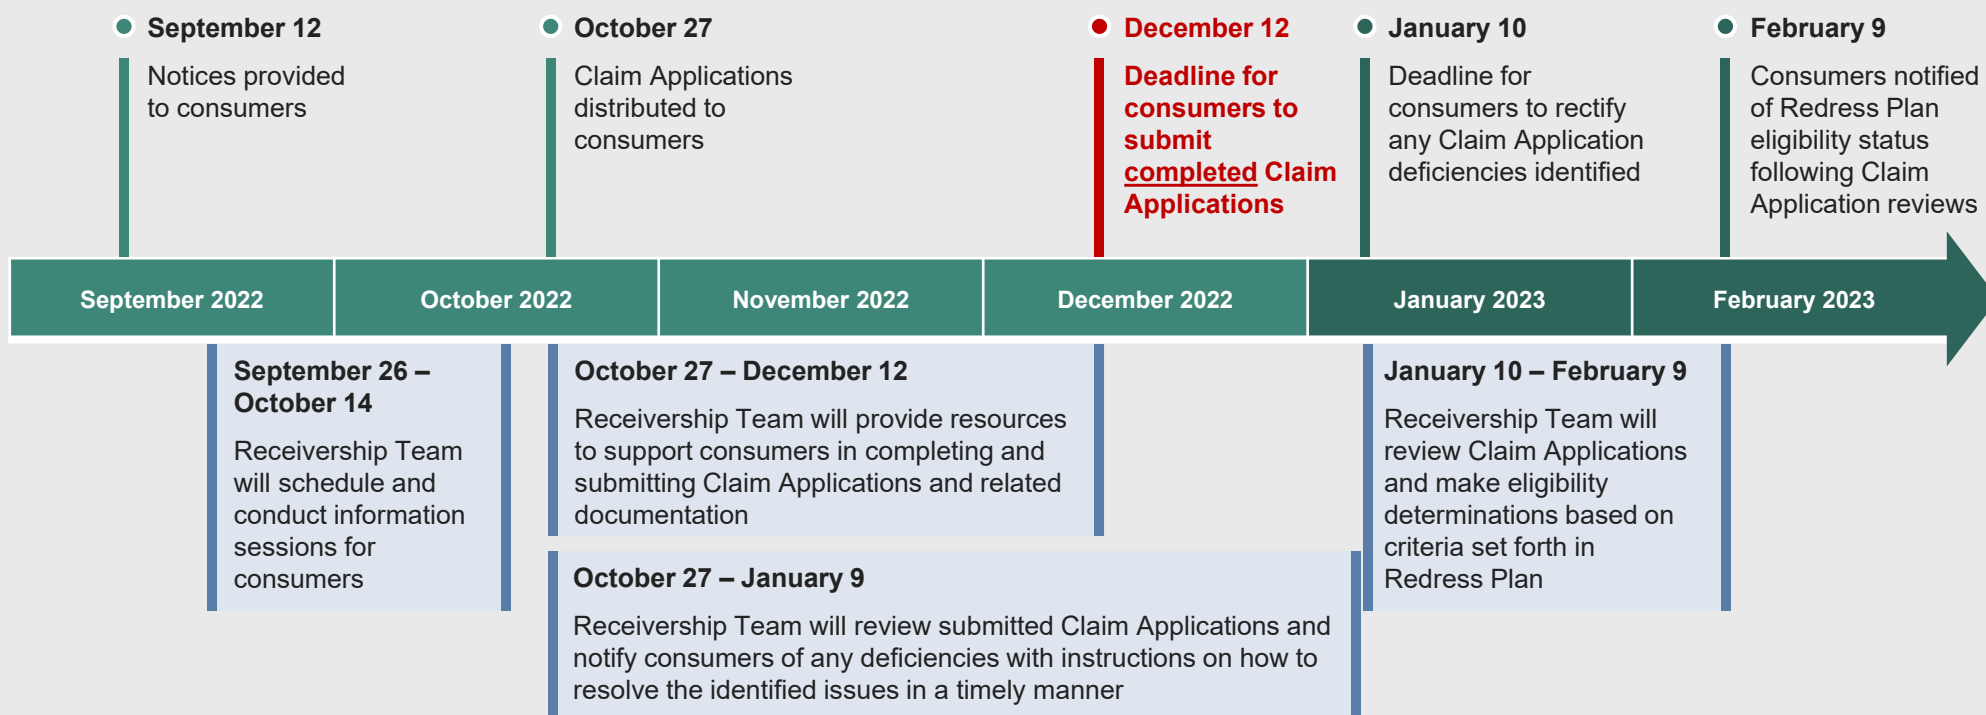 September 12
Notices provided
to consumers
October 27
Claim Applications
distributed to
consumers
December 12
Deadline for
consumers to
submit
completed Claim
Applications
January 10
Deadline for
consumers to rectify
any Claim Application
deficiencies identified
February 9
Consumers notified
of Redress Plan
eligibility status
following Claim
Application reviews
September 2022
October 2022
November 2022
December 2022
January 2023
February 2023
September 26 –
October 14
Receivership Team
will schedule and
conduct information
sessions for
consumers
October 27 – December 12
Receivership Team will provide resources
to support consumers in completing and
submitting Claim Applications and related
documentation
October 27 – January 9
Receivership Team will review submitted Claim Applications and
notify consumers of any deficiencies with instructions on how to
resolve the identified issues in a timely manner
January 10 – February 9
Receivership Team will
review Claim Applications
and make eligibility
determinations based on
criteria set forth in
Redress Plan